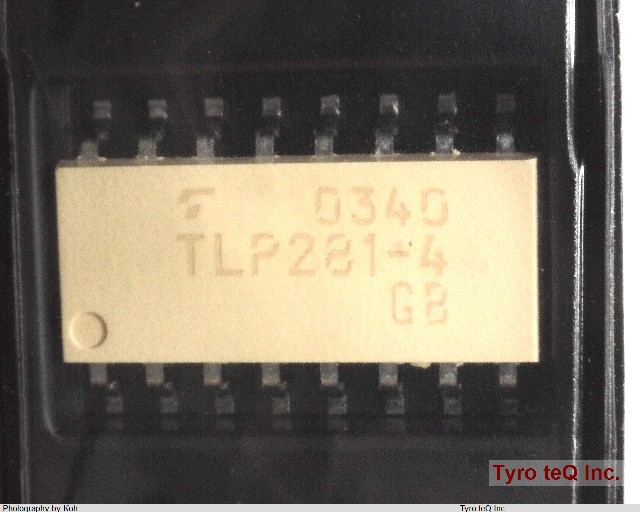 0340
TLP281-4
GB
Tyro teQ Inc.
Photography by Koh
Tyro teQ Inc